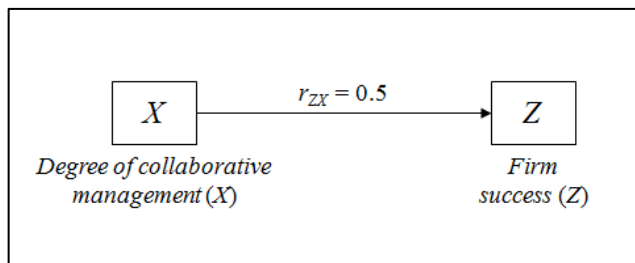 r_ZX = 0.5
X
Z
Degree of collaborative
management (X)
Firm
success (Z)